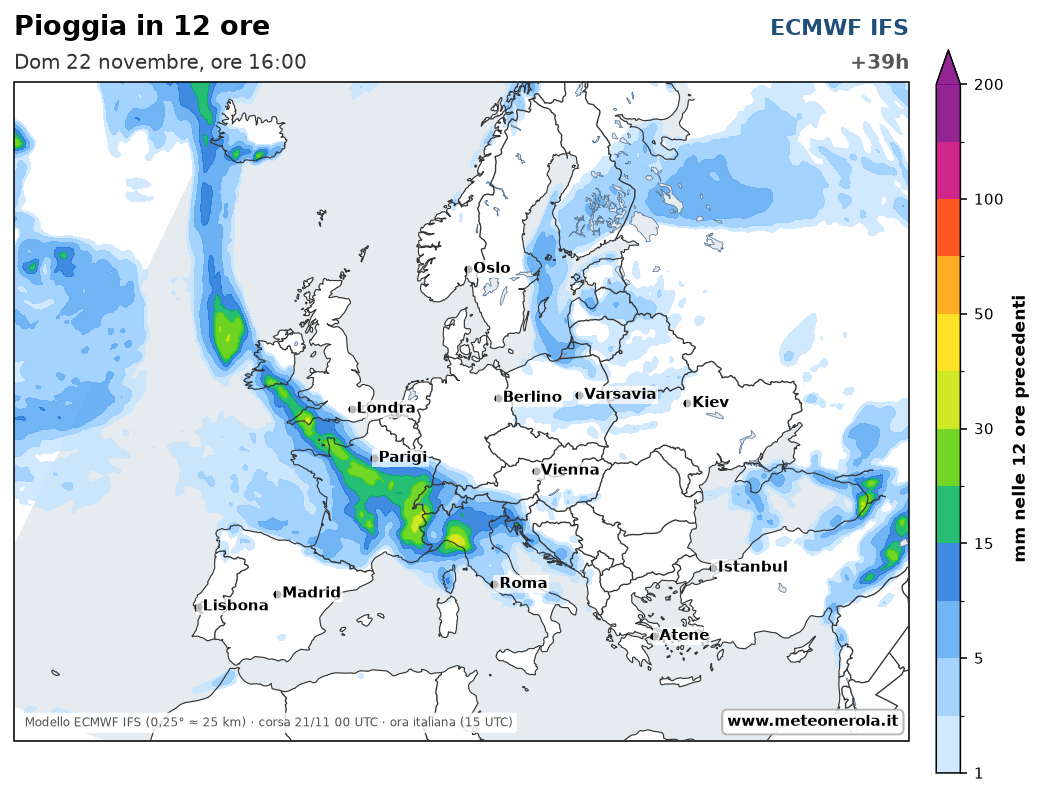 Pioggia in 12 ore
ECMWF IFS
Dom 22 novembre, ore 16:00
+39h
200
100
50
30
15
5
1
mm nelle 12 ore precedenti
Oslo
Londra
Berlino
Varsavia
Kiev
Parigi
Vienna
Istanbul
Roma
Madrid
Lisbona
Atene
Modello ECMWF IFS (0,25° ≈ 25 km) · corsa 21/11 00 UTC · ora italiana (15 UTC)
www.meteonerola.it